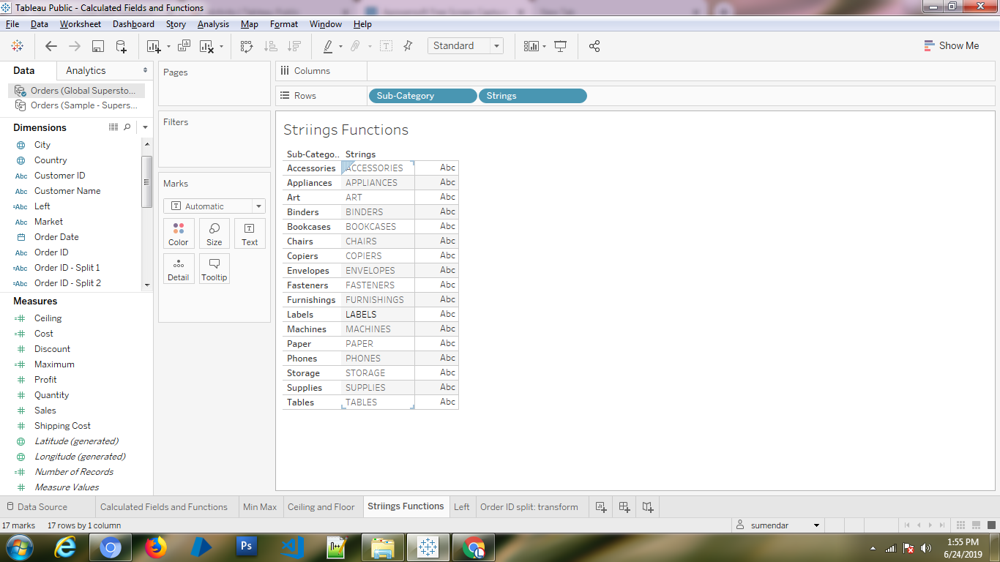 Tableau Public - Calculated Fields and Functions
File Data Worksheet Dashboard Story Analysis Map Format Window Help
Standard
Show Me
Data Analytics
Orders (Global Supersto...
Orders (Sample - Supers...
Dimensions
City
Country
Abc Customer ID
Abc Customer Name
=Abc Left
Abc Market
Order Date
Abc Order ID
=Abc Order ID - Split 1
=Abc Order ID - Split 2
Measures
=# Ceiling
=# Cost
# Discount
=# Maximum
# Profit
# Quantity
# Sales
# Shipping Cost
Latitude (generated)
Longitude (generated)
=# Number of Records
# Measure Values
Pages
Filters
Marks
T Automatic
Color Size T Text
Detail Tooltip
Columns
Rows Sub-Category Strings
Striings Functions
Sub-Catego.. Strings
Accessories ACCESSORIES Abc
Appliances APPLIANCES Abc
Art ART Abc
Binders BINDERS Abc
Bookcases BOOKCASES Abc
Chairs CHAIRS Abc
Copiers COPIERS Abc
Envelopes ENVELOPES Abc
Fasteners FASTENERS Abc
Furnishings FURNISHINGS Abc
Labels LABELS Abc
Machines MACHINES Abc
Paper PAPER Abc
Phones PHONES Abc
Storage STORAGE Abc
Supplies SUPPLIES Abc
Tables TABLES Abc
Data Source Calculated Fields and Functions Min Max Ceiling and Floor Striings Functions Left Order ID split: transform
17 marks 17 rows by 1 column sumendar
Ps
L
1:55 PM
6/24/2019